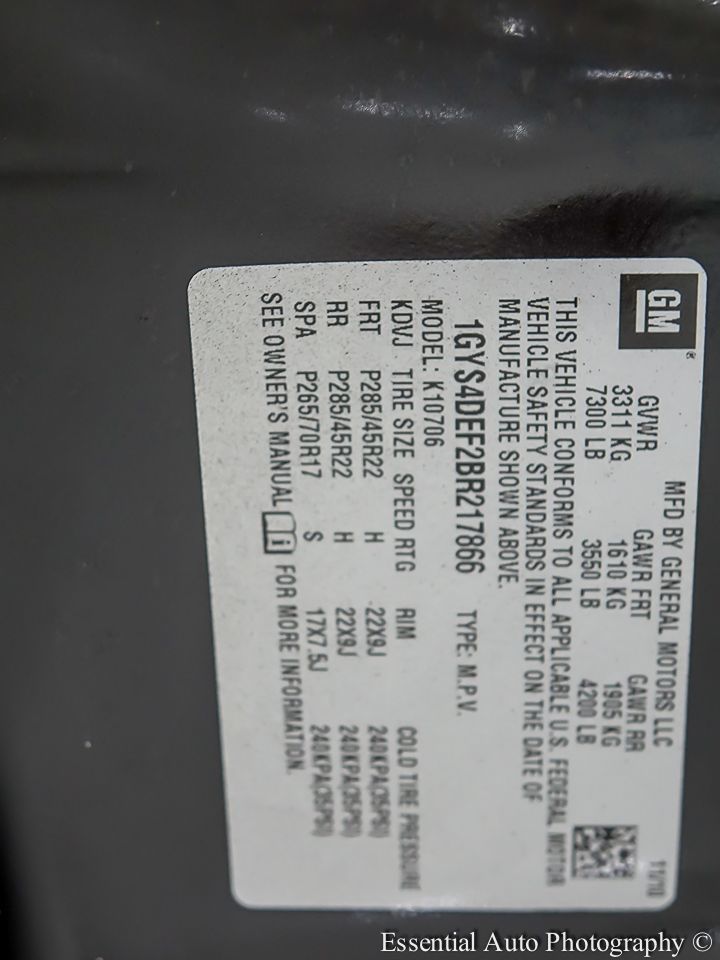 GM®
MFD BY GENERAL MOTORS LLC 11/10
GVWR GAWR FRT GAWR RR
3311 KG 1610 KG 1905 KG
7300 LB 3550 LB 4200 LB
THIS VEHICLE CONFORMS TO ALL APPLICABLE U.S. FEDERAL MOTOR
VEHICLE SAFETY STANDARDS IN EFFECT ON THE DATE OF
MANUFACTURE SHOWN ABOVE.
1GYS4DEF2BR217866 TYPE: M.P.V.
MODEL: K10706
KDVJ TIRE SIZE SPEED RTG RIM COLD TIRE PRESSURE
FRT P285/45R22 H 22X9J 240KPA(35PSI)
RR P285/45R22 H 22X9J 240KPA(35PSI)
SPA P265/70R17 S 17X7.5J 240KPA(35PSI)
SEE OWNER'S MANUAL i FOR MORE INFORMATION.
Essential Auto Photography ©